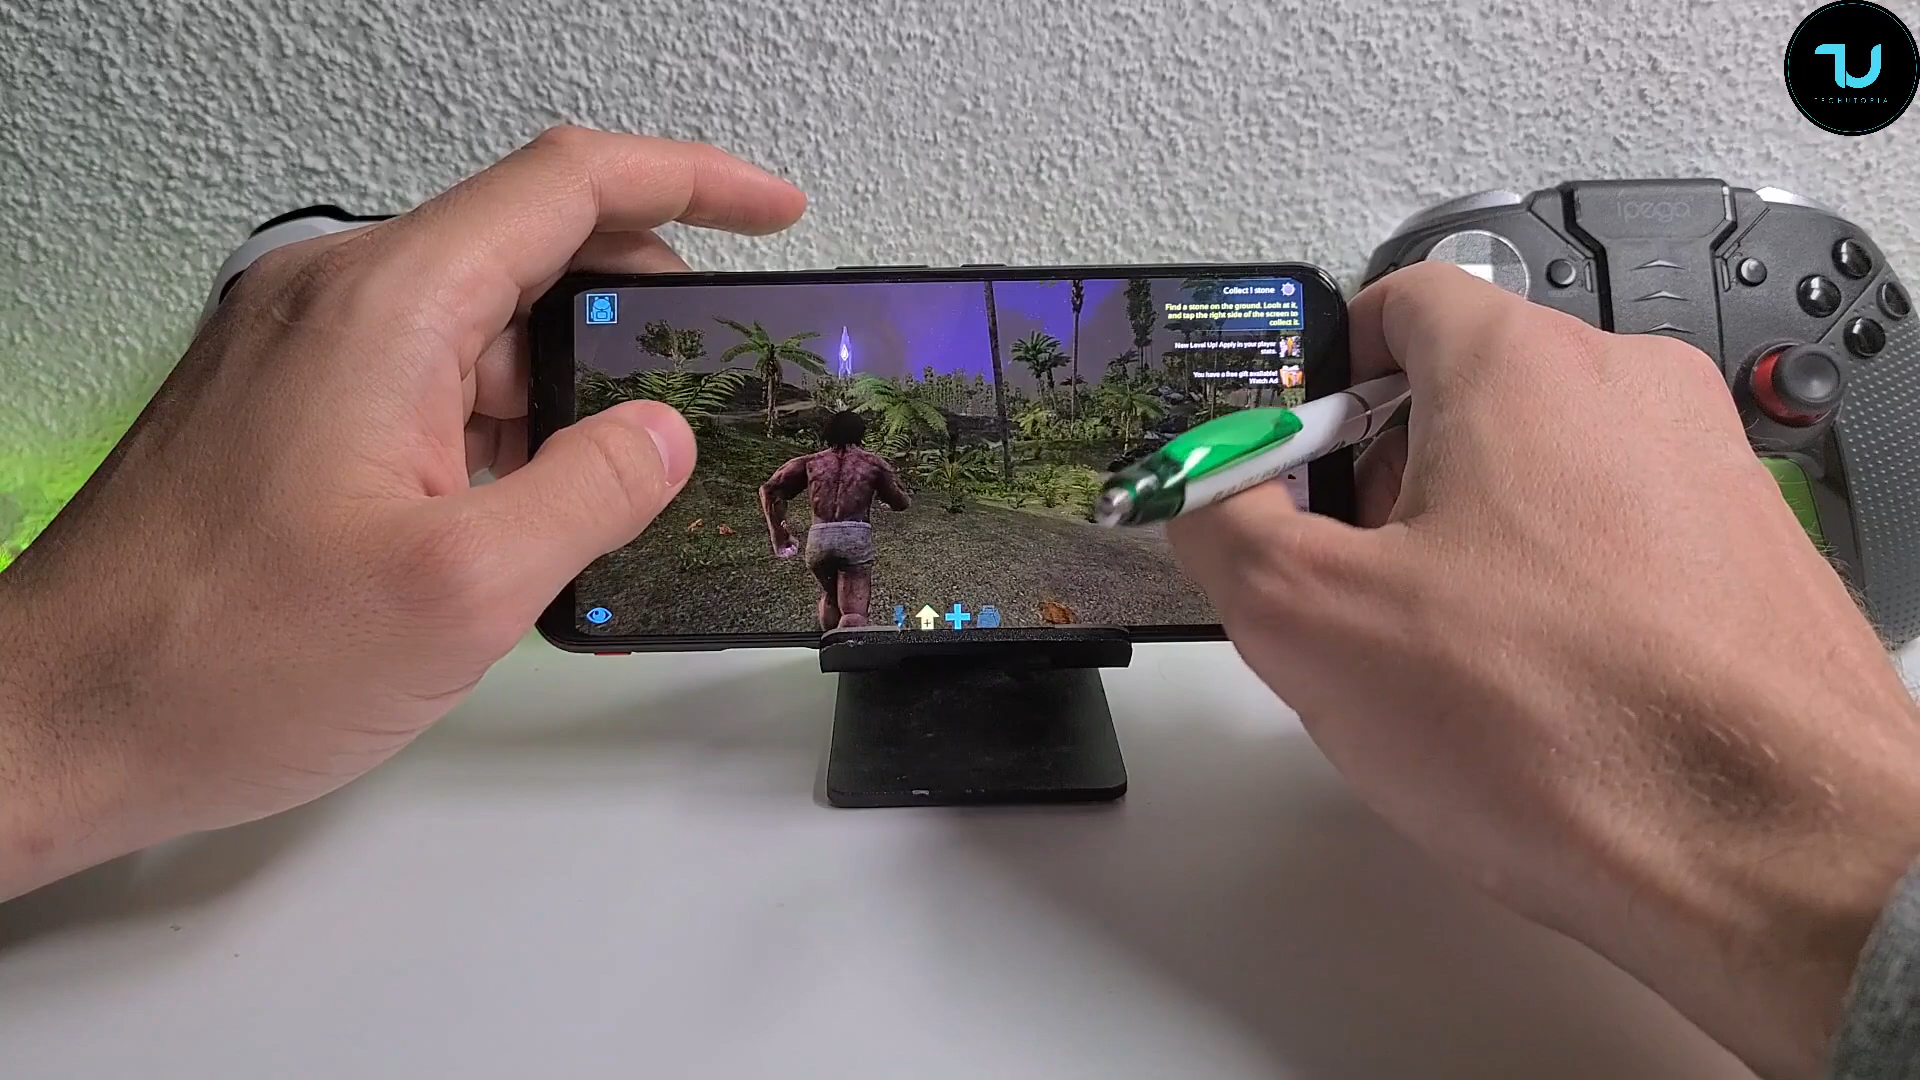 TU
TECHUTOPIA
ipega
Collect 1 stone
Find a stone on the ground. Look at it,
and tap the right side of the screen to
collect it.
New Level Up! Apply in your player
stats.
You have a free gift available!
Watch Ad